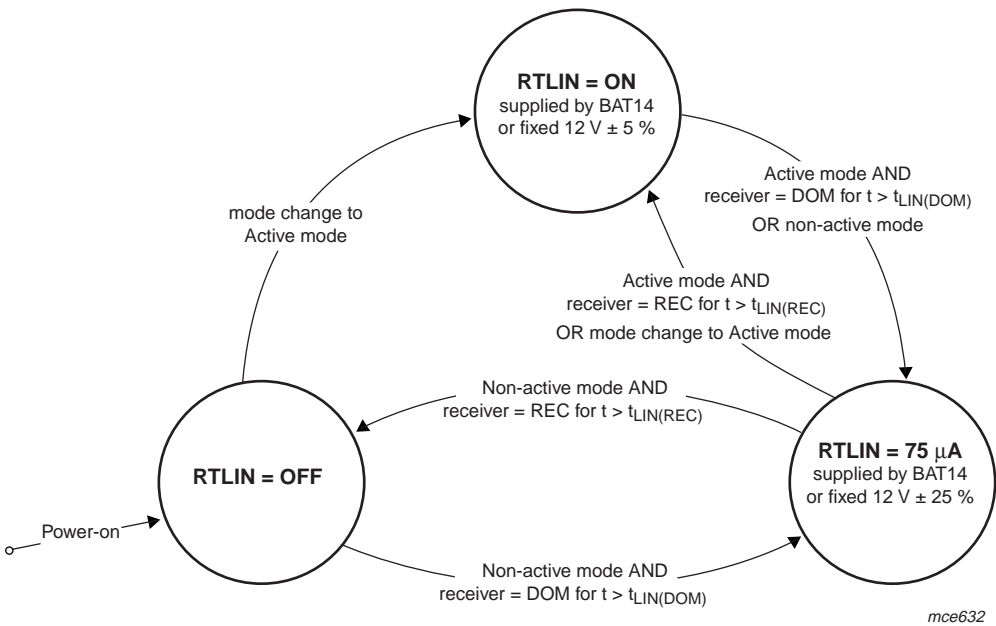 RTLIN = ON
supplied by BAT14
or fixed 12 V ± 5 %
Active mode AND
receiver = DOM for t > tLIN(DOM)
OR non-active mode
mode change to
Active mode
Active mode AND
receiver = REC for t > tLIN(REC)
OR mode change to Active mode
Non-active mode AND
receiver = REC for t > tLIN(REC)
RTLIN = OFF
RTLIN = 75 μA
supplied by BAT14
or fixed 12 V ± 25 %
Power-on
Non-active mode AND
receiver = DOM for t > tLIN(DOM)
mce632